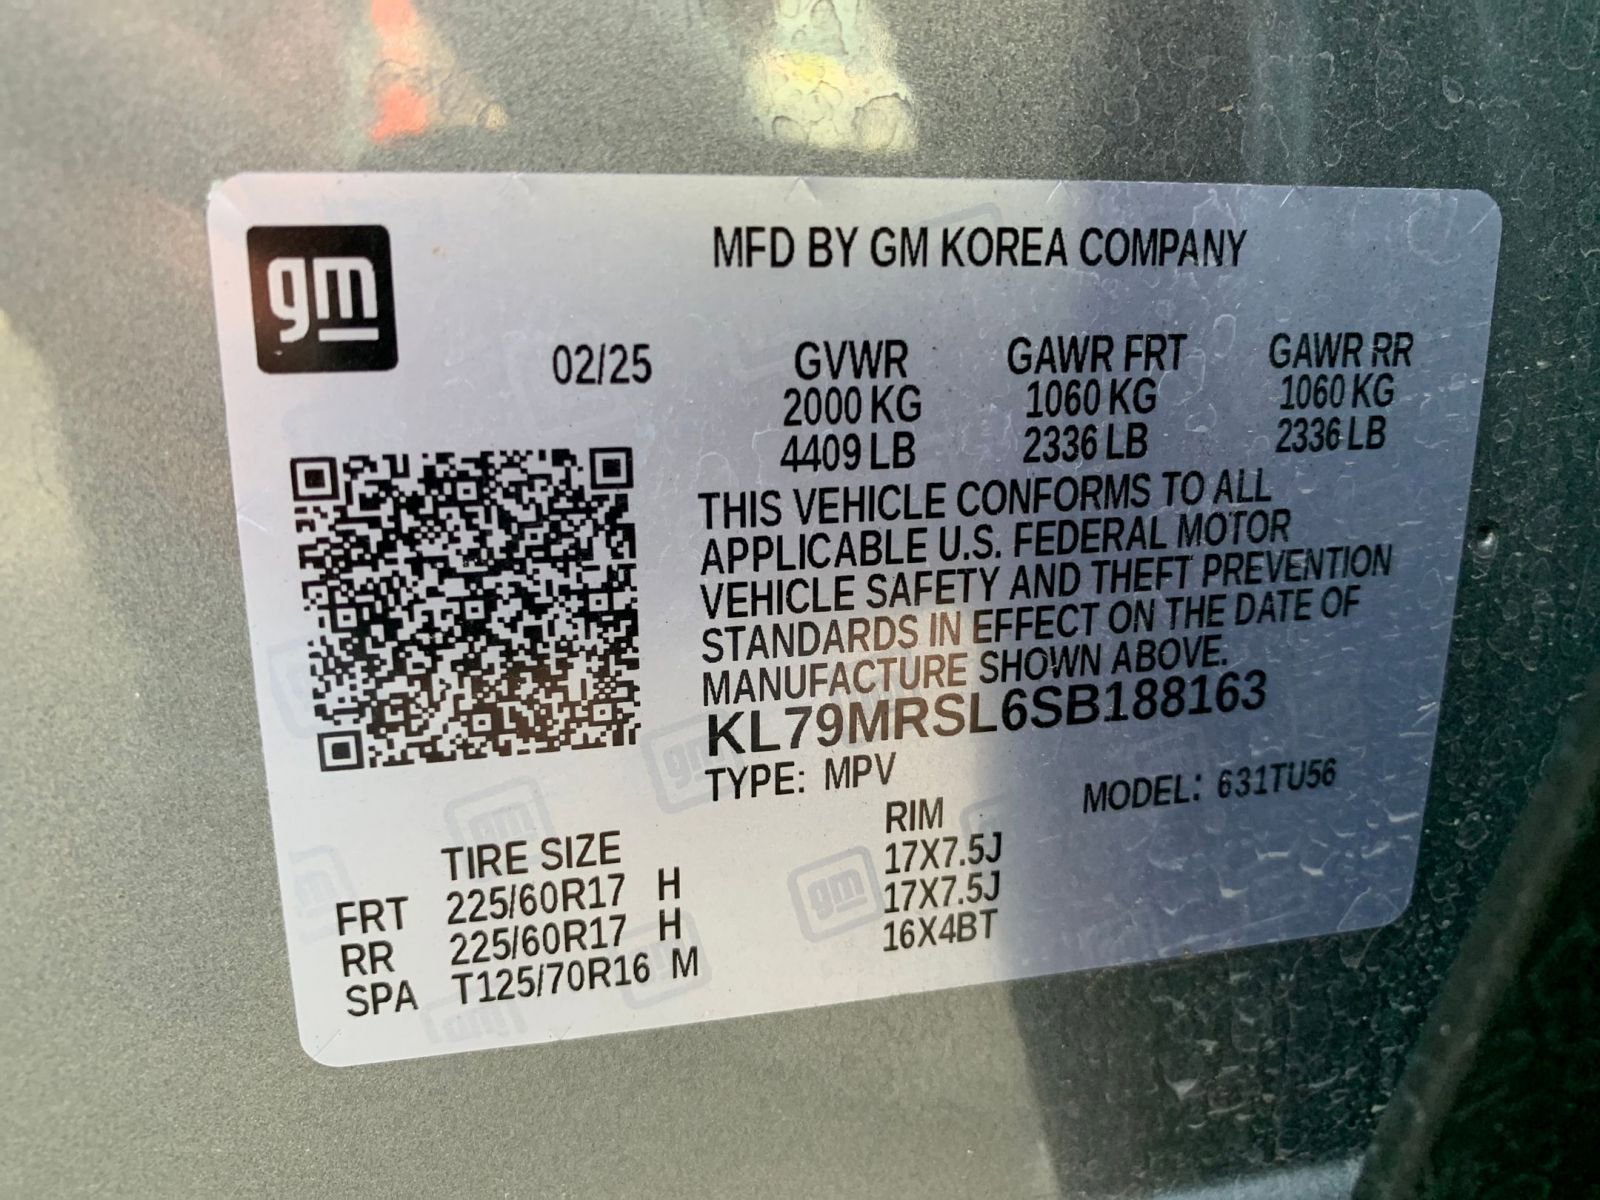 gm
MFD BY GM KOREA COMPANY
02/25 GVWR GAWR FRT GAWR RR
2000 KG 1060 KG 1060 KG
4409 LB 2336 LB 2336 LB
THIS VEHICLE CONFORMS TO ALL
APPLICABLE U.S. FEDERAL MOTOR
VEHICLE SAFETY AND THEFT PREVENTION
STANDARDS IN EFFECT ON THE DATE OF
MANUFACTURE SHOWN ABOVE.
KL79MRSL6SB188163
TYPE: MPV MODEL: 631TU56
TIRE SIZE RIM
FRT 225/60R17 H 17X7.5J
RR 225/60R17 H 17X7.5J
SPA T125/70R16 M 16X4BT